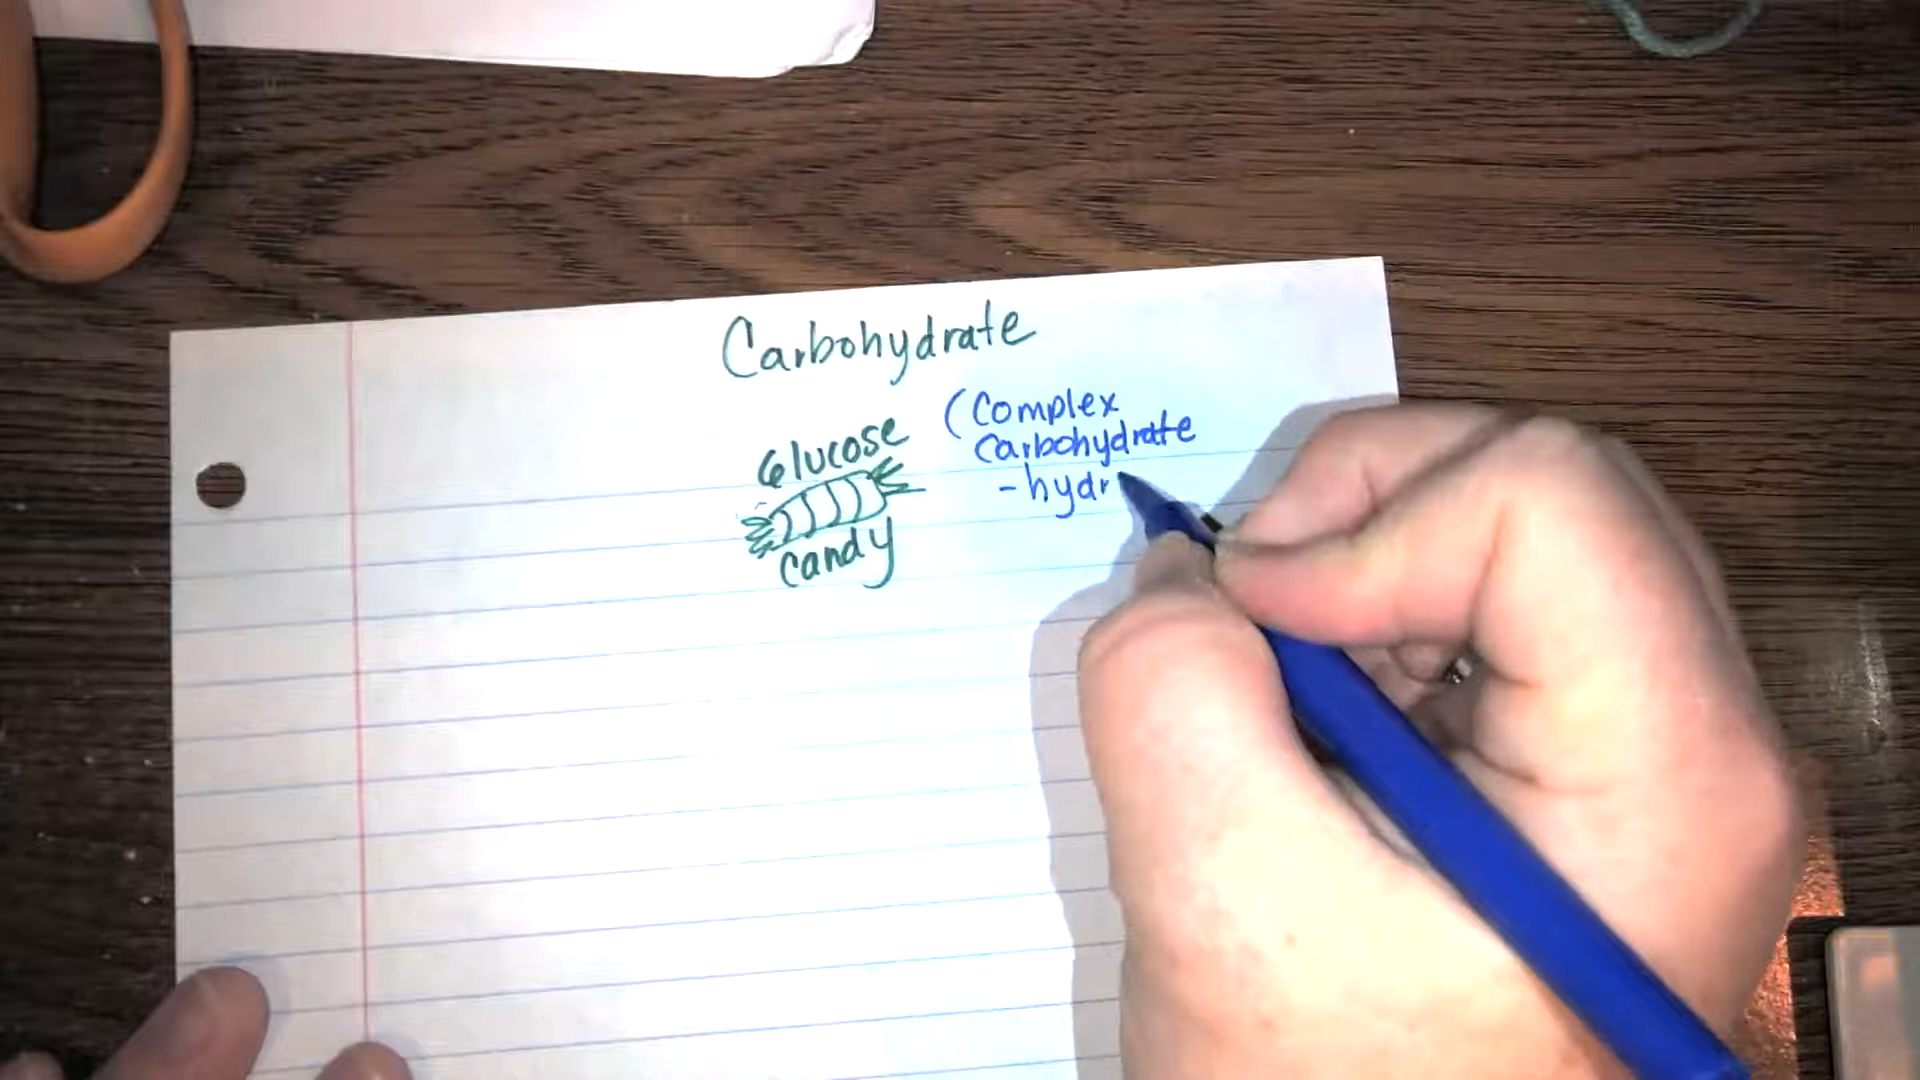 Carbohydrate
Glucose
candy
(Complex
Carbohydrate
-hydr